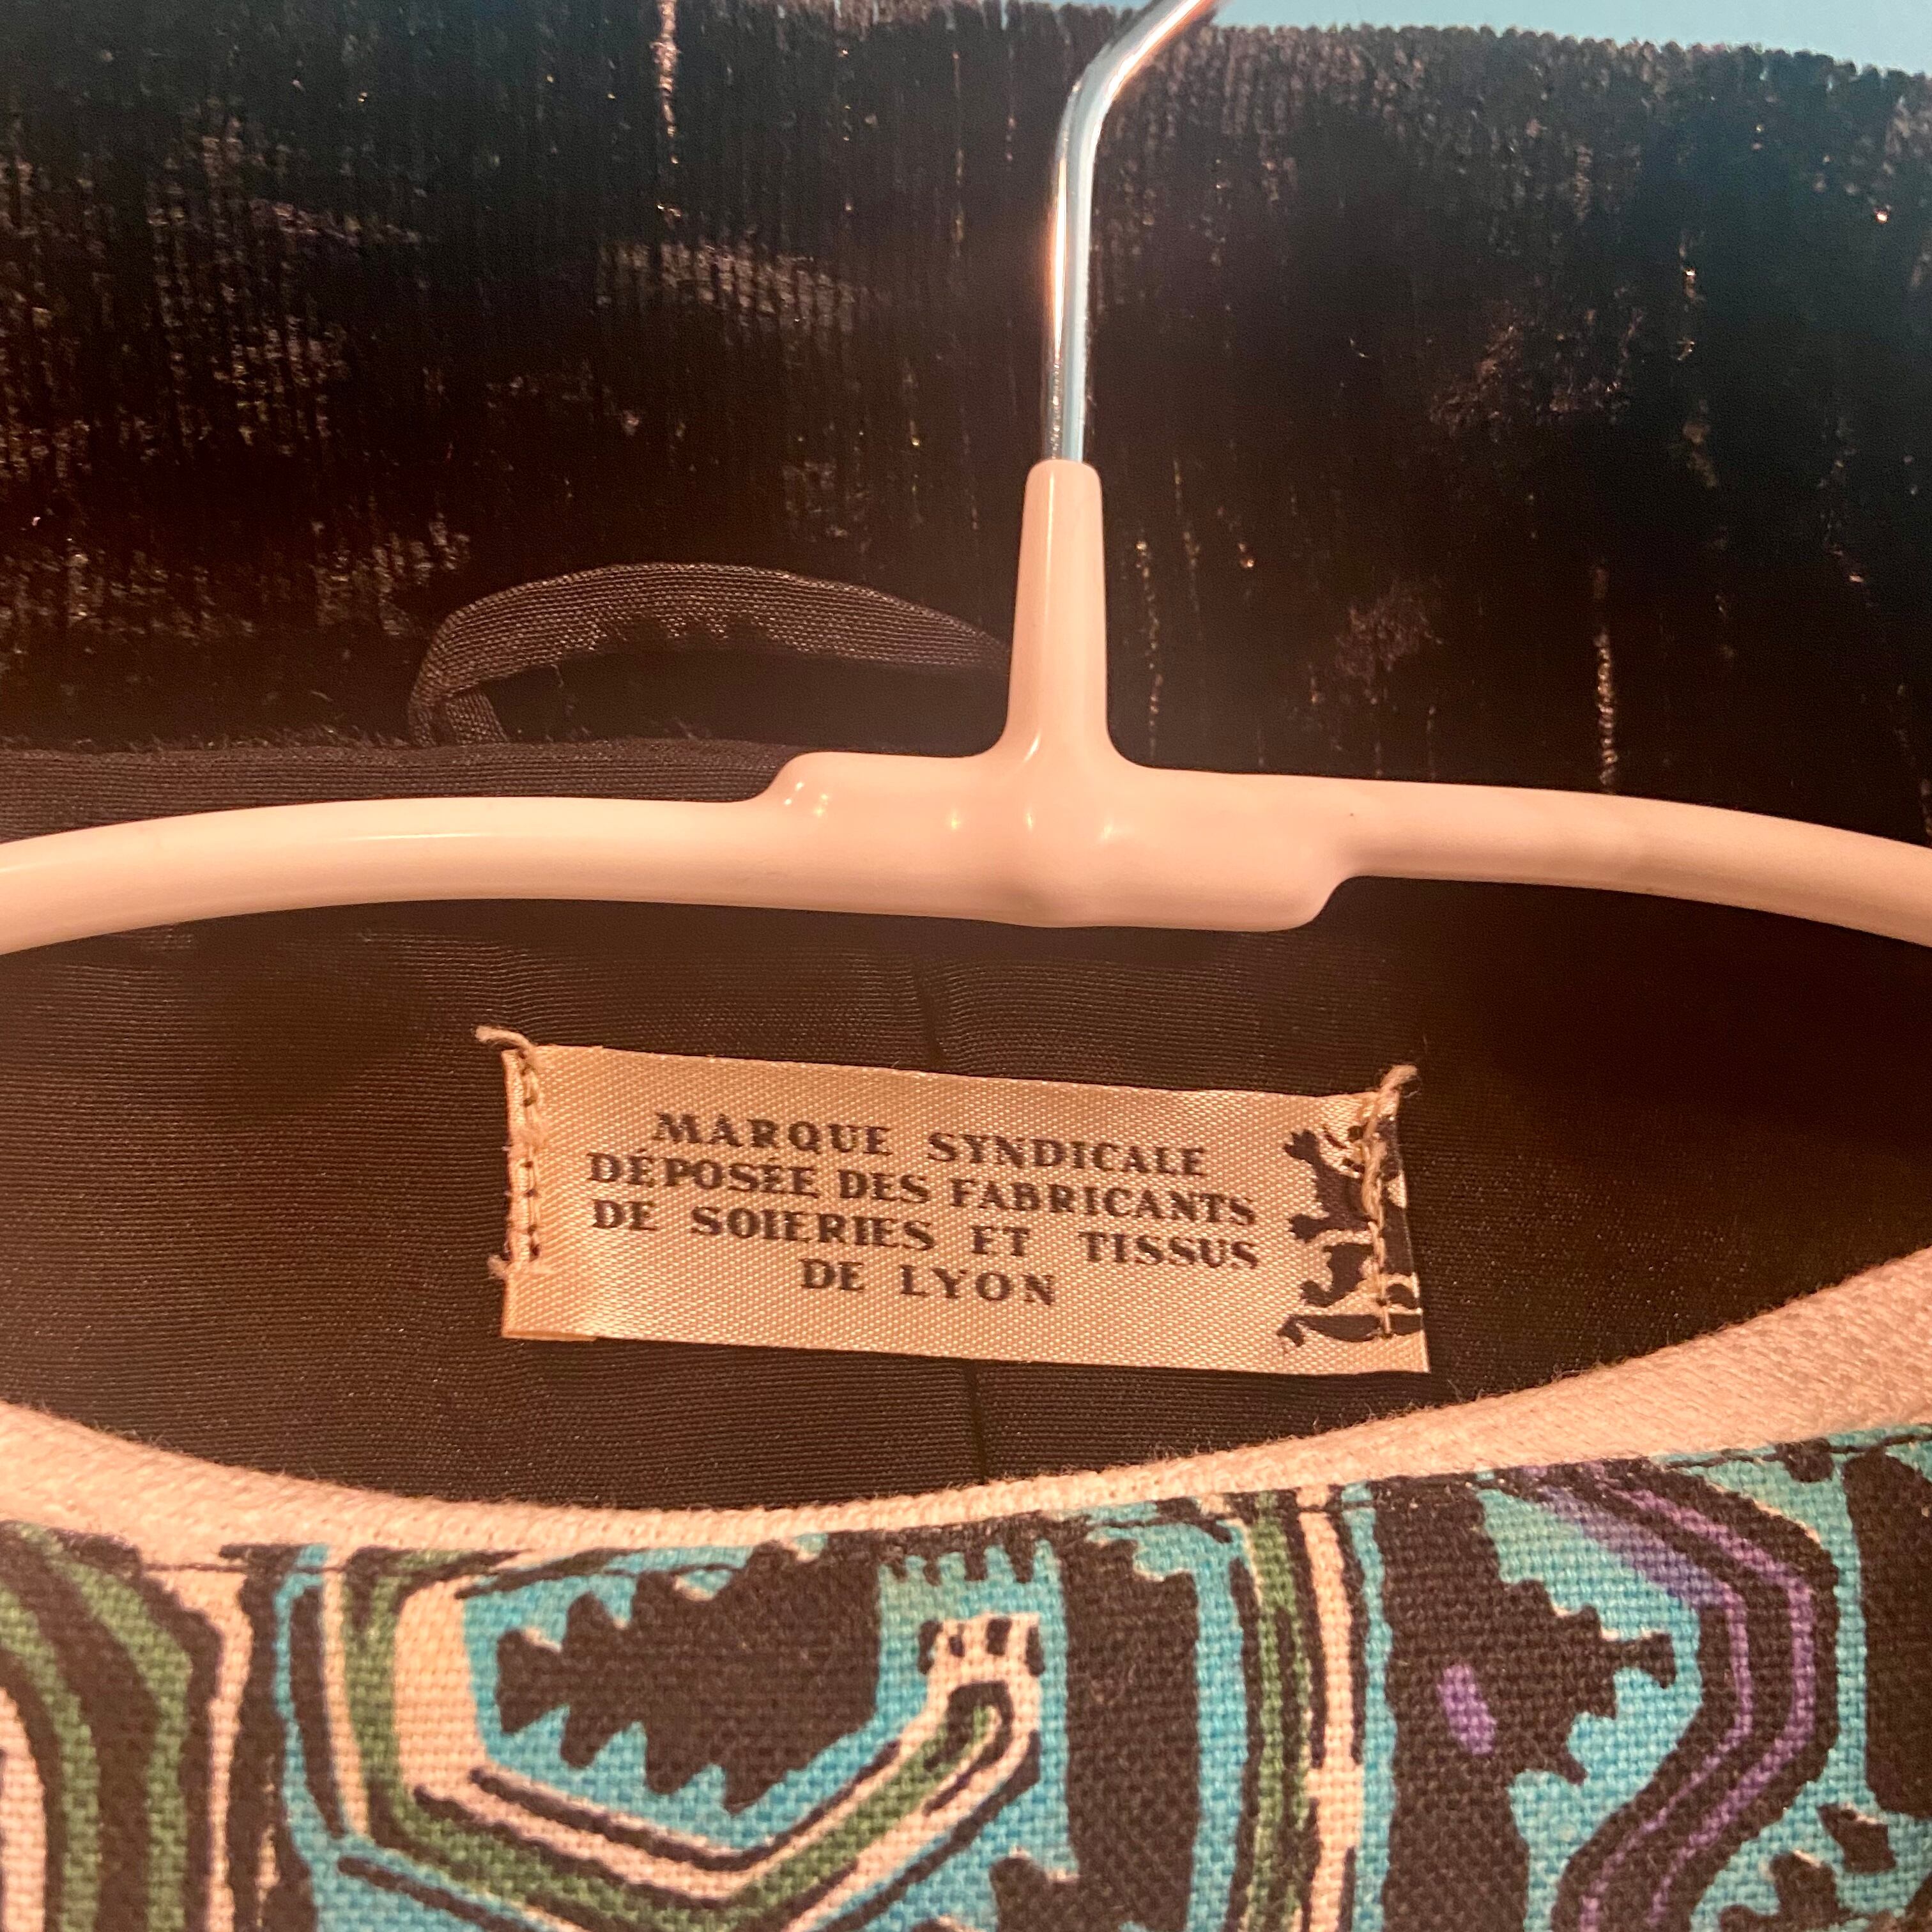 MARQUE SYNDICALE
DÉPOSÉE DES FABRICANTS
DE SOIERIES ET TISSUS
DE LYON